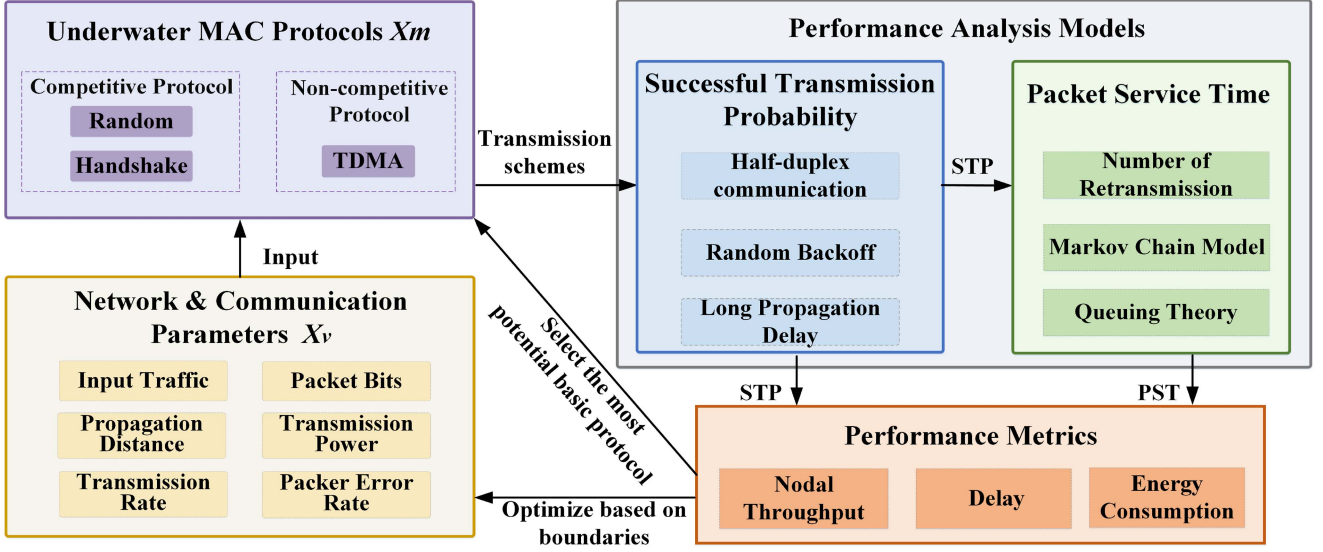 Underwater MAC Protocols Xm
Competitive Protocol
Random
Handshake
Non-competitive
Protocol
TDMA
Transmission
schemes
Performance Analysis Models
Successful Transmission
Probability
Half-duplex
communication
Random Backoff
Long Propagation
Delay
STP
Packet Service Time
Number of
Retransmission
Markov Chain Model
Queuing Theory
Input
Network & Communication
Parameters Xv
Input Traffic
Packet Bits
Propagation
Distance
Transmission
Power
Transmission
Rate
Packer Error
Rate
Select the most
potential basic protocol
STP
PST
Performance Metrics
Nodal
Throughput
Delay
Energy
Consumption
Optimize based on
boundaries